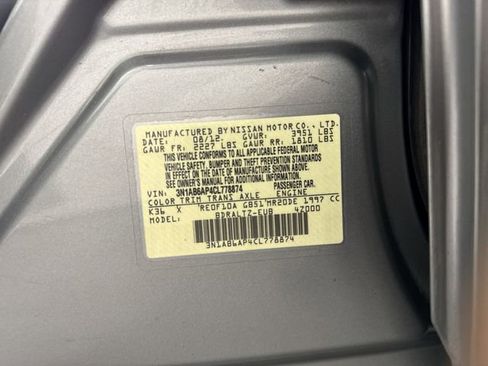 MANUFACTURED BY NISSAN MOTOR CO., LTD.
DATE: 08/12 GVWR: 3951 LBS
GAWR FR: 2227 LBS GAWR RR: 1810 LBS
THIS VEHICLE CONFORMS TO ALL APPLICABLE FEDERAL MOTOR
VEHICLE SAFETY, BUMPER, AND THEFT PREVENTION STANDARDS
IN EFFECT ON THE DATE OF MANUFACTURE SHOWN ABOVE.
SEE OWNER'S MANUAL FOR ADDITIONAL INFORMATION
VIN: 3N1AB6AP4CL778874 PASSENGER CAR.
COLOR TRIM TRANS AXLE ENGINE
K36 X RE0F10A GB51 MR20DE 1997 CC
MODEL: BDRALTZ-EUB 4Z000
3N1AB6AP4CL778874